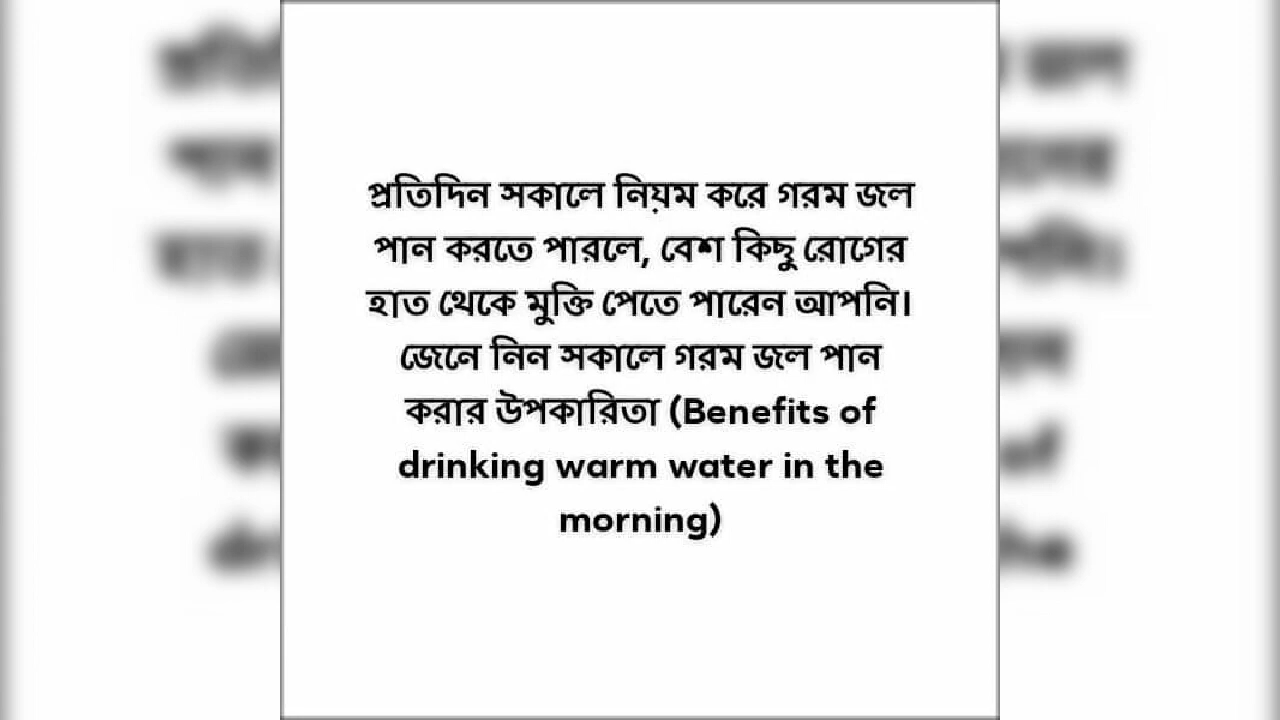 প্রতিদিন সকালে নিয়ম করে গরম জল
পান করতে পারলে, বেশ কিছু রোগের
হাত থেকে মুক্তি পেতে পারেন আপনি।
জেনে নিন সকালে গরম জল পান
করার উপকারিতা (Benefits of
drinking warm water in the
morning)